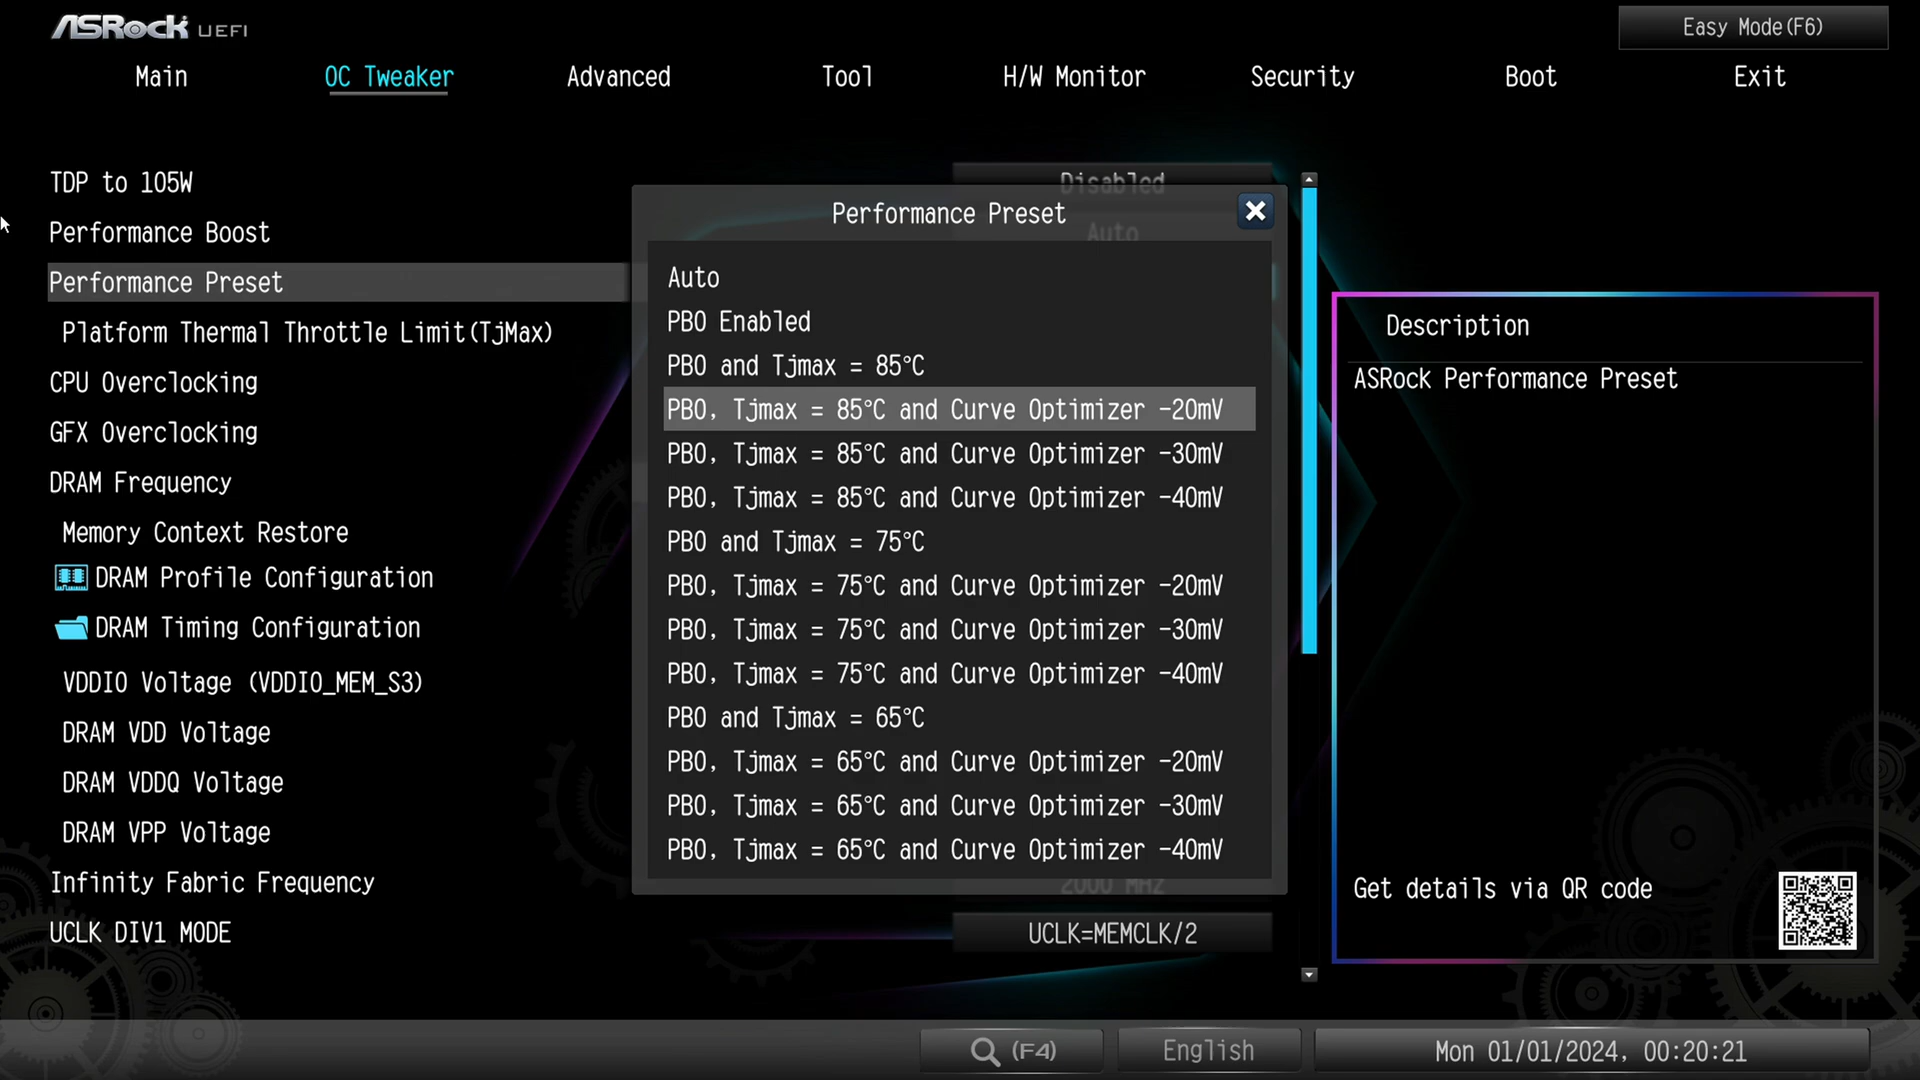 ASRock UEFI
Easy Mode(F6)
Main OC Tweaker Advanced Tool H/W Monitor Security Boot Exit
TDP to 105W Disabled
Performance Boost Auto
Performance Preset
Platform Thermal Throttle Limit(TjMax)
CPU Overclocking
GFX Overclocking
DRAM Frequency
Memory Context Restore
DRAM Profile Configuration
DRAM Timing Configuration
VDDIO Voltage (VDDIO_MEM_S3)
DRAM VDD Voltage
DRAM VDDQ Voltage
DRAM VPP Voltage
Infinity Fabric Frequency 2000 MHz
UCLK DIV1 MODE UCLK=MEMCLK/2
Performance Preset
Auto
PBO Enabled
PBO and Tjmax = 85°C
PBO, Tjmax = 85°C and Curve Optimizer -20mV
PBO, Tjmax = 85°C and Curve Optimizer -30mV
PBO, Tjmax = 85°C and Curve Optimizer -40mV
PBO and Tjmax = 75°C
PBO, Tjmax = 75°C and Curve Optimizer -20mV
PBO, Tjmax = 75°C and Curve Optimizer -30mV
PBO, Tjmax = 75°C and Curve Optimizer -40mV
PBO and Tjmax = 65°C
PBO, Tjmax = 65°C and Curve Optimizer -20mV
PBO, Tjmax = 65°C and Curve Optimizer -30mV
PBO, Tjmax = 65°C and Curve Optimizer -40mV
Description
ASRock Performance Preset
Get details via QR code
(F4) English Mon 01/01/2024, 00:20:21